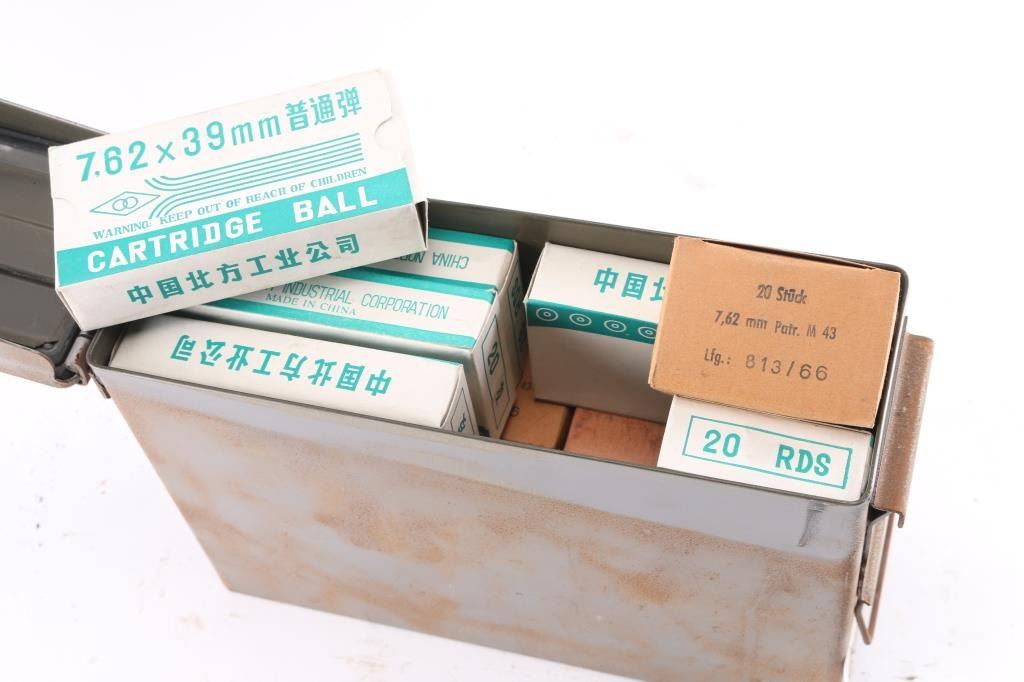 7,62×39mm普通弹
WARNING: KEEP OUT OF REACH OF CHILDREN
CARTRIDGE BALL
中国北方工业公司
CHINA
INDUSTRIAL CORPORATION
MADE IN CHINA
中国北方工业公司
20
中国
20 Stück
7,62 mm Patr. M 43
Lfg.: 813/66
20 RDS